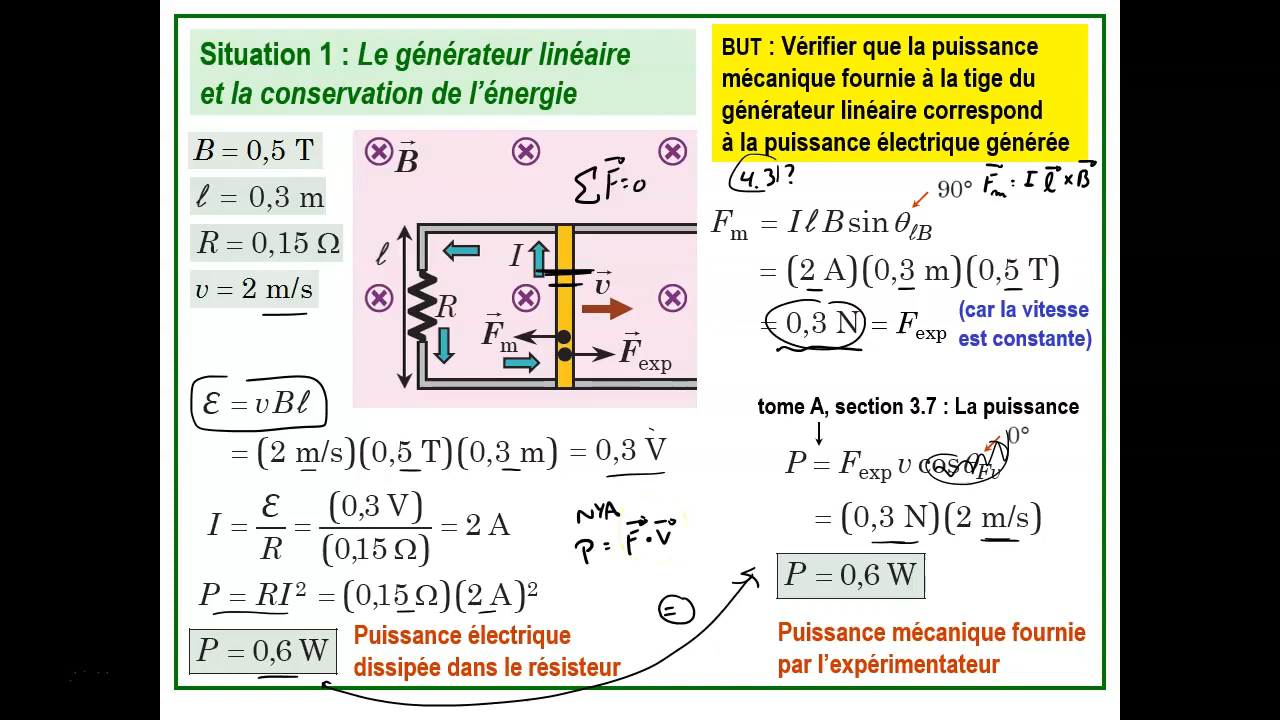 Situation 1 : Le générateur linéaire
et la conservation de l'énergie
B = 0,5 T
ℓ = 0,3 m
R = 0,15 Ω
v = 2 m/s
B⃗
∑F⃗=0
ℓ
I
R
v⃗
F⃗m
F⃗exp
ℰ = vBℓ
= (2 m/s)(0,5 T)(0,3 m) = 0,3 V
I = ℰ/R = (0,3 V)/(0,15 Ω) = 2 A
NYA
P = F⃗ · v⃗
P = RI² = (0,15 Ω)(2 A)²
P = 0,6 W
Puissance électrique
dissipée dans le résisteur
=
BUT : Vérifier que la puissance
mécanique fournie à la tige du
générateur linéaire correspond
à la puissance électrique générée
4.3 ?
F⃗m = I ℓ⃗ × B⃗
90°
Fm = I ℓ B sin θℓB
= (2 A)(0,3 m)(0,5 T)
= 0,3 N = Fexp
(car la vitesse
est constante)
tome A, section 3.7 : La puissance
0°
P = Fexp v cos θFv
= (0,3 N)(2 m/s)
P = 0,6 W
Puissance mécanique fournie
par l'expérimentateur